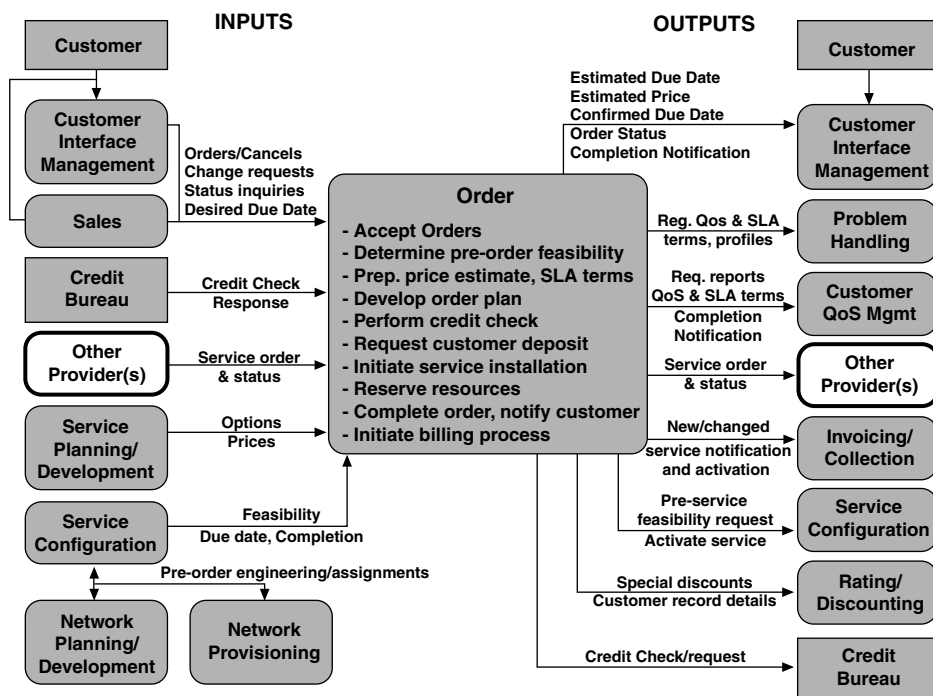 INPUTS
OUTPUTS
Customer
Customer
Interface
Management
Sales
Orders/Cancels
Change requests
Status inquiries
Desired Due Date
Credit
Bureau
Credit Check
Response
Other
Provider(s)
Service order
& status
Service
Planning/
Development
Options
Prices
Service
Configuration
Feasibility
Due date, Completion
Pre-order engineering/assignments
Network
Planning/
Development
Network
Provisioning
Order
- Accept Orders
- Determine pre-order feasibility
- Prep. price estimate, SLA terms
- Develop order plan
- Perform credit check
- Request customer deposit
- Initiate service installation
- Reserve resources
- Complete order, notify customer
- Initiate billing process
Estimated Due Date
Estimated Price
Confirmed Due Date
Order Status
Completion Notification
Customer
Customer
Interface
Management
Reg. Qos & SLA
terms, profiles
Problem
Handling
Req. reports
QoS & SLA terms
Completion
Notification
Customer
QoS Mgmt
Service order
& status
Other
Provider(s)
New/changed
service notification
and activation
Invoicing/
Collection
Pre-service
feasibility request
Activate service
Service
Configuration
Special discounts
Customer record details
Rating/
Discounting
Credit Check/request
Credit
Bureau